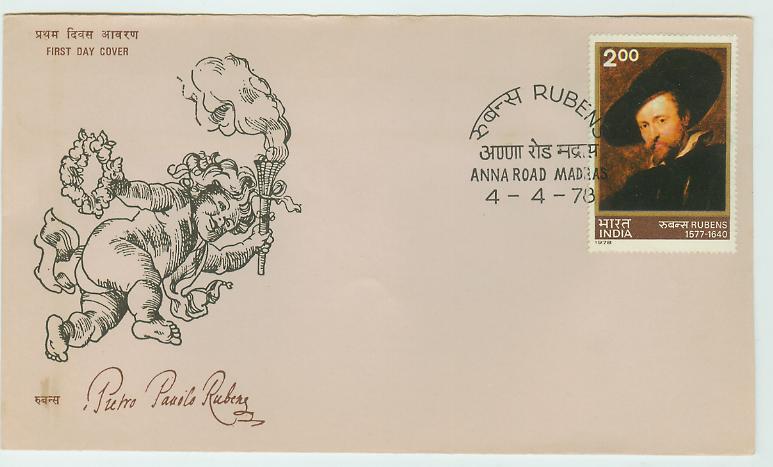 प्रथम दिवस आवरण
FIRST DAY COVER
2.00
रुबन्स RUBENS
अण्णा रोड मद्रास
ANNA ROAD MADRAS
4 - 4 - 78
भारत
INDIA
रुबन्स RUBENS
1577-1640
1978
रुबन्स
Pietro Pauolo Rubens